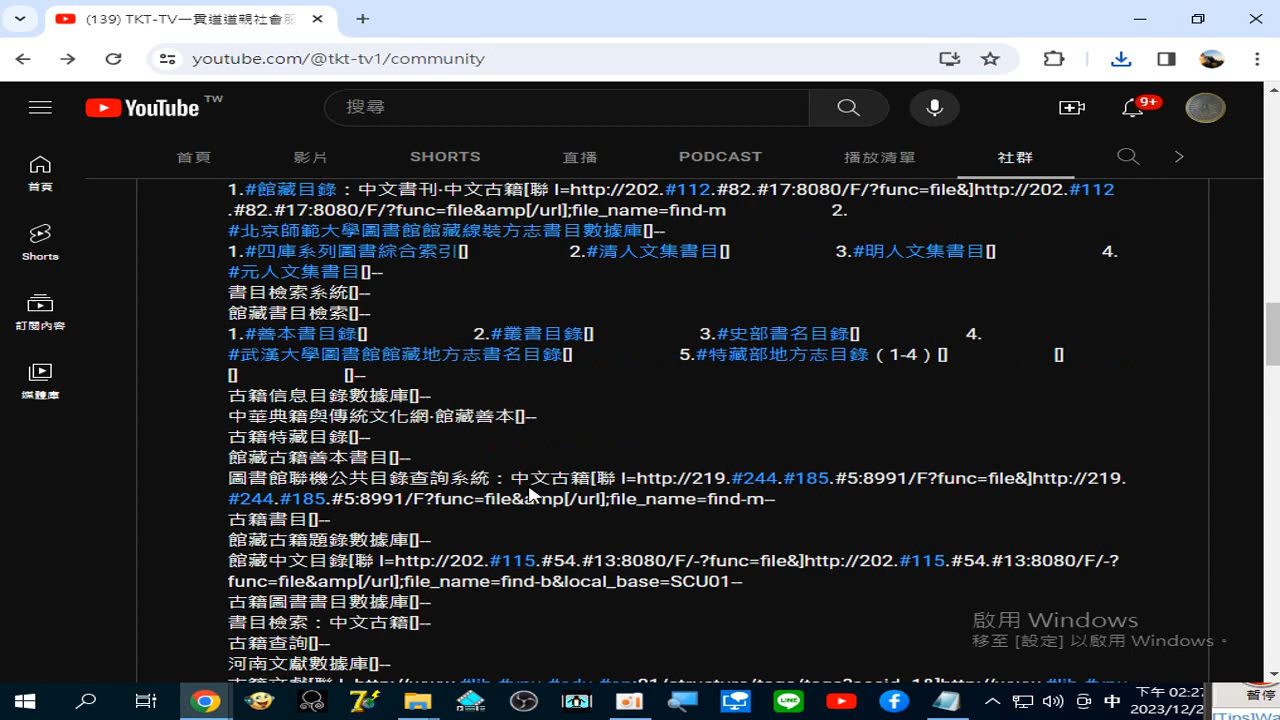 (139) TKT-TV一貫道道親社會服
youtube.com/@tkt-tv1/community
YouTube TW
搜尋
9+
首頁 影片 SHORTS 直播 PODCAST 播放清單 社群
首頁
Shorts
訂閱內容
媒體庫
1.#館藏目錄：中文書刊·中文古籍[聯 l=http://202.#112.#82.#17:8080/F/?func=file&]http://202.#112
.#82.#17:8080/F/?func=file&amp[/url];file_name=find-m 2.
#北京師範大學圖書館館藏線裝方志書目數據庫[]--
1.#四庫系列圖書綜合索引[] 2.#清人文集書目[] 3.#明人文集書目[] 4.
#元人文集書目[]--
書目檢索系統[]--
館藏書目檢索[]--
1.#善本書目錄[] 2.#叢書目錄[] 3.#史部書名目錄[] 4.
#武漢大學圖書館館藏地方志書名目錄[] 5.#特藏部地方志目錄（1-4）[] []
[] []--
古籍信息目錄數據庫[]--
中華典籍與傳統文化網·館藏善本[]--
古籍特藏目錄[]--
館藏古籍善本書目[]--
圖書館聯機公共目錄查詢系統：中文古籍[聯 l=http://219.#244.#185.#5:8991/F?func=file&]http://219.
#244.#185.#5:8991/F?func=file&amp[/url];file_name=find-m--
古籍書目[]--
館藏古籍題錄數據庫[]--
館藏中文目錄[聯 l=http://202.#115.#54.#13:8080/F/-?func=file&]http://202.#115.#54.#13:8080/F/-?
func=file&amp[/url];file_name=find-b&local_base=SCU01--
古籍圖書書目數據庫[]--
書目檢索：中文古籍[]--
古籍查詢[]--
河南文獻數據庫[]--
啟用 Windows
移至 [設定] 以啟用 Windows。
中
下午 02:27
2023/12/2
暫停
[Tips]Wa